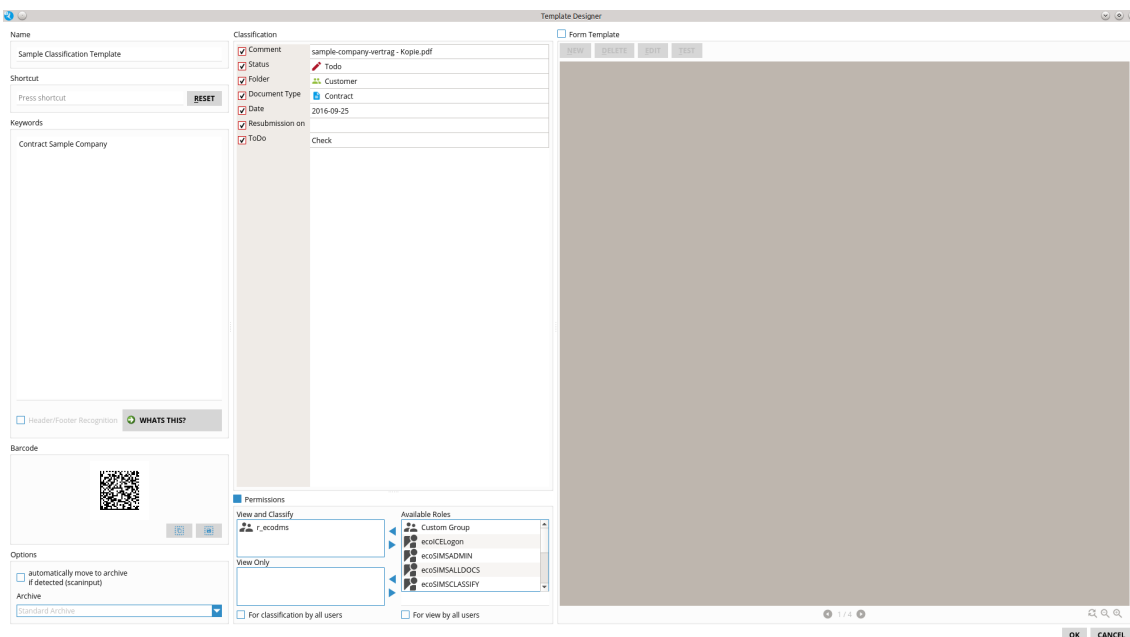 Template Designer
Name
Sample Classification Template
Shortcut
Press shortcut
RESET
Keywords
Contract Sample Company
Header/Footer Recognition
WHATS THIS?
Barcode
Options
automatically move to archive
if detected (scaninput)
Archive
Standard Archive
Classification
Comment sample-company-vertrag - Kopie.pdf
Status Todo
Folder Customer
Document Type Contract
Date 2016-09-25
Resubmission on
ToDo Check
Permissions
View and Classify
r_ecodms
View Only
For classification by all users
Available Roles
Custom Group
ecoICELogon
ecoSIMSADMIN
ecoSIMSALLDOCS
ecoSIMSCLASSIFY
For view by all users
Form Template
NEW DELETE EDIT TEST
1 / 4
OK CANCEL